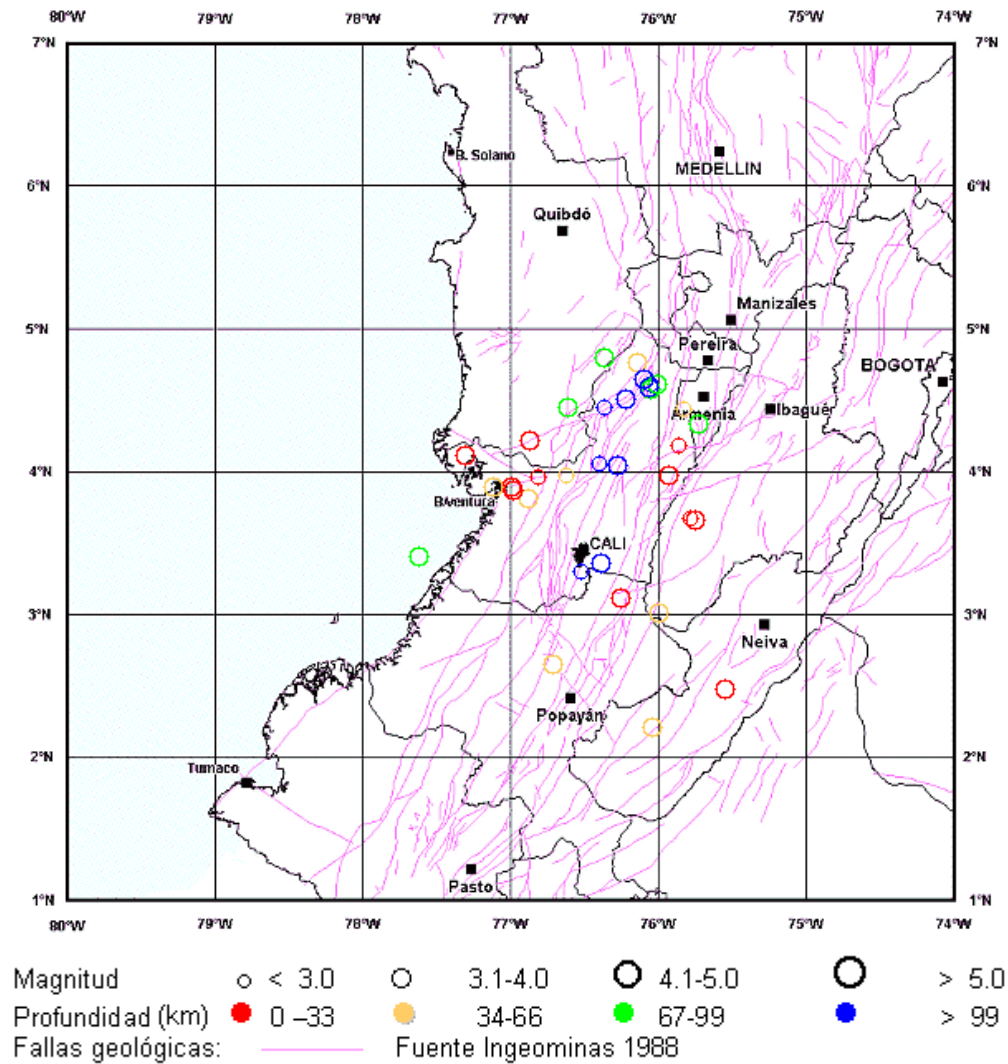 80°W 79°W 78°W 77°W 76°W 75°W 74°W
7°N 7°N
B. Solano
MEDELLIN
6°N 6°N
Quibdó
Manizales
5°N 5°N
Pereira
BOGOTA
Armenia
Ibagué
4°N 4°N
B/ventura
CALI
3°N 3°N
Neiva
Popayán
2°N 2°N
Tumaco
Pasto
1°N 1°N
80°W 79°W 78°W 77°W 76°W 75°W 74°W
Magnitud < 3.0 3.1-4.0 4.1-5.0 > 5.0
Profundidad (km) 0 –33 34-66 67-99 > 99
Fallas geológicas: Fuente Ingeominas 1988